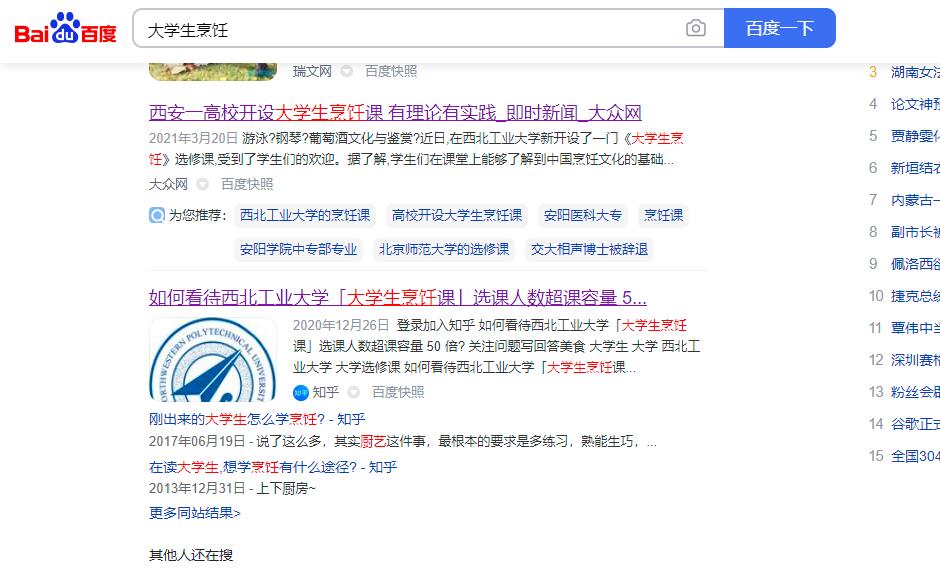 Bai du 百度
大学生烹饪
百度一下
瑞文网 百度快照
西安一高校开设大学生烹饪课 有理论有实践_即时新闻_大众网
2021年3月20日 游泳?钢琴?葡萄酒文化与鉴赏?近日,在西北工业大学新开设了一门《大学生烹
饪》选修课,受到了学生们的欢迎。据了解,学生们在课堂上能够了解到中国烹饪文化的基础...
大众网 百度快照
为您推荐:
西北工业大学的烹饪课 高校开设大学生烹饪课 安阳医科大专 烹饪课
安阳学院中专部专业 北京师范大学的选修课 交大相声博士被辞退
如何看待西北工业大学「大学生烹饪课」选课人数超课容量 5...
NORTHWESTERN POLYTECHNICAL UNIVERSITY
2020年12月26日 登录加入知乎 如何看待西北工业大学「大学生烹饪
课」选课人数超课容量 50 倍? 关注问题写回答美食 大学生 大学 西北工
业大学 大学选修课 如何看待西北工业大学「大学生烹饪课...
知乎 知乎 百度快照
刚出来的大学生怎么学烹饪? - 知乎
2017年06月19日 - 说了这么多，其实厨艺这件事，最根本的要求是多练习，熟能生巧，...
在读大学生,想学烹饪有什么途径? - 知乎
2013年12月31日 - 上下厨房~
更多同站结果>
其他人还在搜
3 湖南女
4 论文神
5 贾静雯
6 新垣结
7 内蒙古一
8 副市长
9 佩洛西
10 捷克总
11 覃伟中
12 深圳赛
13 粉丝会
14 谷歌正
15 全国304